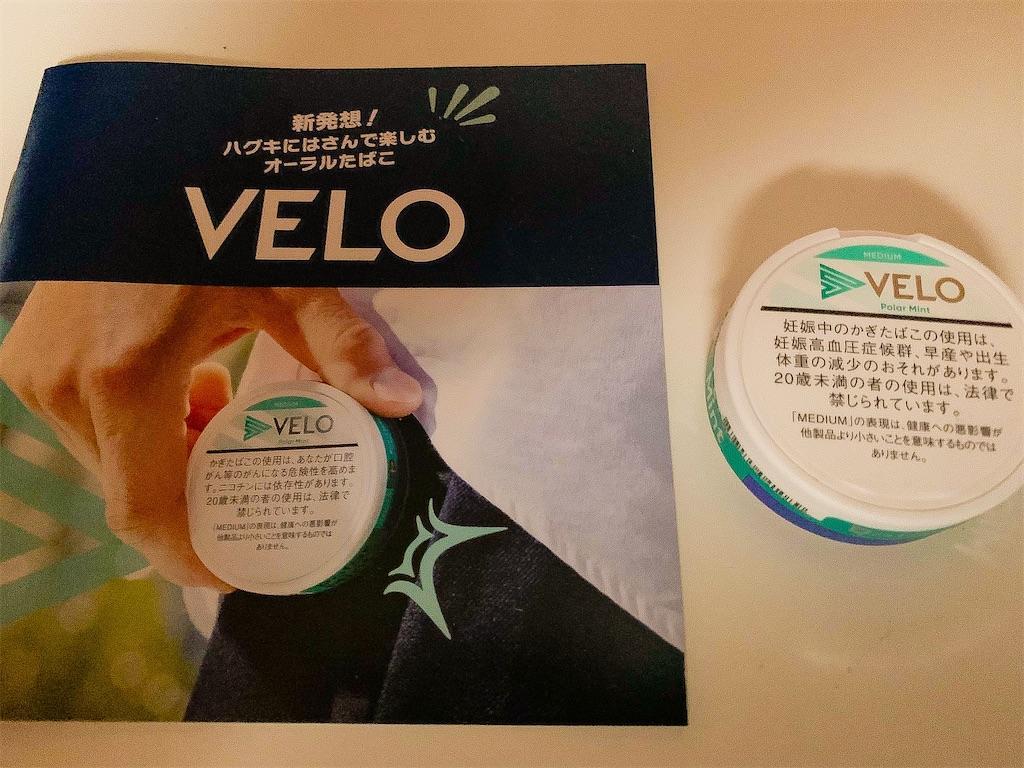 新発想！
ハグキにはさんで楽しむ
オーラルたばこ
VELO
MEDIUM
VELO
Polar Mint
かぎたばこの使用は、あなたが口腔
がん等のがんになる危険性を高めま
す。ニコチンには依存性があります。
20歳未満の者の使用は、法律で
禁じられています。
「MEDIUM」の表現は、健康への悪影響が
他製品より小さいことを意味するものでは
ありません。
MEDIUM
VELO
Polar Mint
妊娠中のかぎたばこの使用は、
妊娠高血圧症候群、早産や出生
体重の減少のおそれがあります。
20歳未満の者の使用は、法律で
禁じられています。
「MEDIUM」の表現は、健康への悪影響が
他製品より小さいことを意味するものでは
ありません。